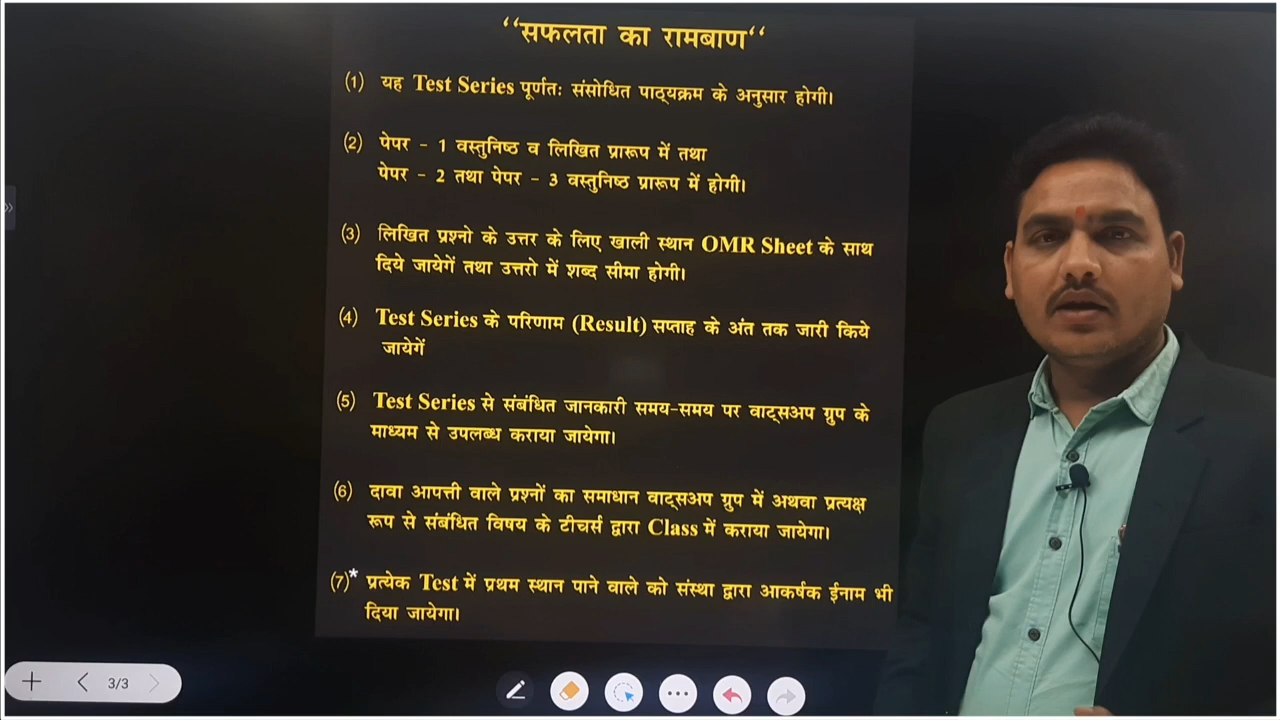 “सफलता का रामबाण“
(1) यह Test Series पूर्णतः संसोधित पाठ्यक्रम के अनुसार होगी।
(2) पेपर - 1 वस्तुनिष्ठ व लिखित प्रारूप में तथा
पेपर - 2 तथा पेपर - 3 वस्तुनिष्ठ प्रारूप में होगी।
(3) लिखित प्रश्नो के उत्तर के लिए खाली स्थान OMR Sheet के साथ
दिये जायेगें तथा उत्तरो में शब्द सीमा होगी।
(4) Test Series के परिणाम (Result) सप्ताह के अंत तक जारी किये
जायेगें
(5) Test Series से संबंधित जानकारी समय-समय पर वाट्सअप ग्रुप के
माध्यम से उपलब्ध कराया जायेगा।
(6) दावा आपत्ती वाले प्रश्नों का समाधान वाट्सअप ग्रुप में अथवा प्रत्यक्ष
रूप से संबंधित विषय के टीचर्स द्वारा Class में कराया जायेगा।
(7)* प्रत्येक Test में प्रथम स्थान पाने वाले को संस्था द्वारा आकर्षक ईनाम भी
दिया जायेगा।
3/3